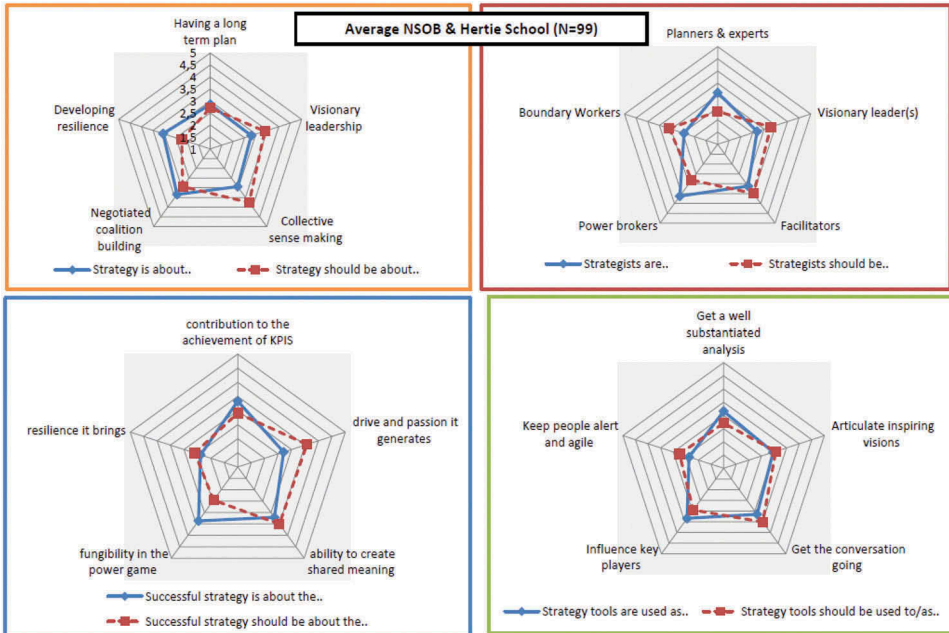 Average NSOB & Hertie School (N=99)
Having a long
term plan
5
4,5
4
3,5
3
2,5
2
1,5
1
Developing
resilience
Visionary
leadership
Negotiated
coalition
building
Collective
sense making
Strategy is about..
Strategy should be about..
Planners & experts
Boundary Workers
Visionary leader(s)
Power brokers
Facilitators
Strategists are..
Strategists should be..
contribution to the
achievement of KPIS
resilience it brings
drive and passion it
generates
fungibility in the
power game
ability to create
shared meaning
Successful strategy is about the..
Successful strategy should be about the..
Get a well
substantiated
analysis
Keep people alert
and agile
Articulate inspiring
visions
Influence key
players
Get the conversation
going
Strategy tools are used as..
Strategy tools should be used to/as..